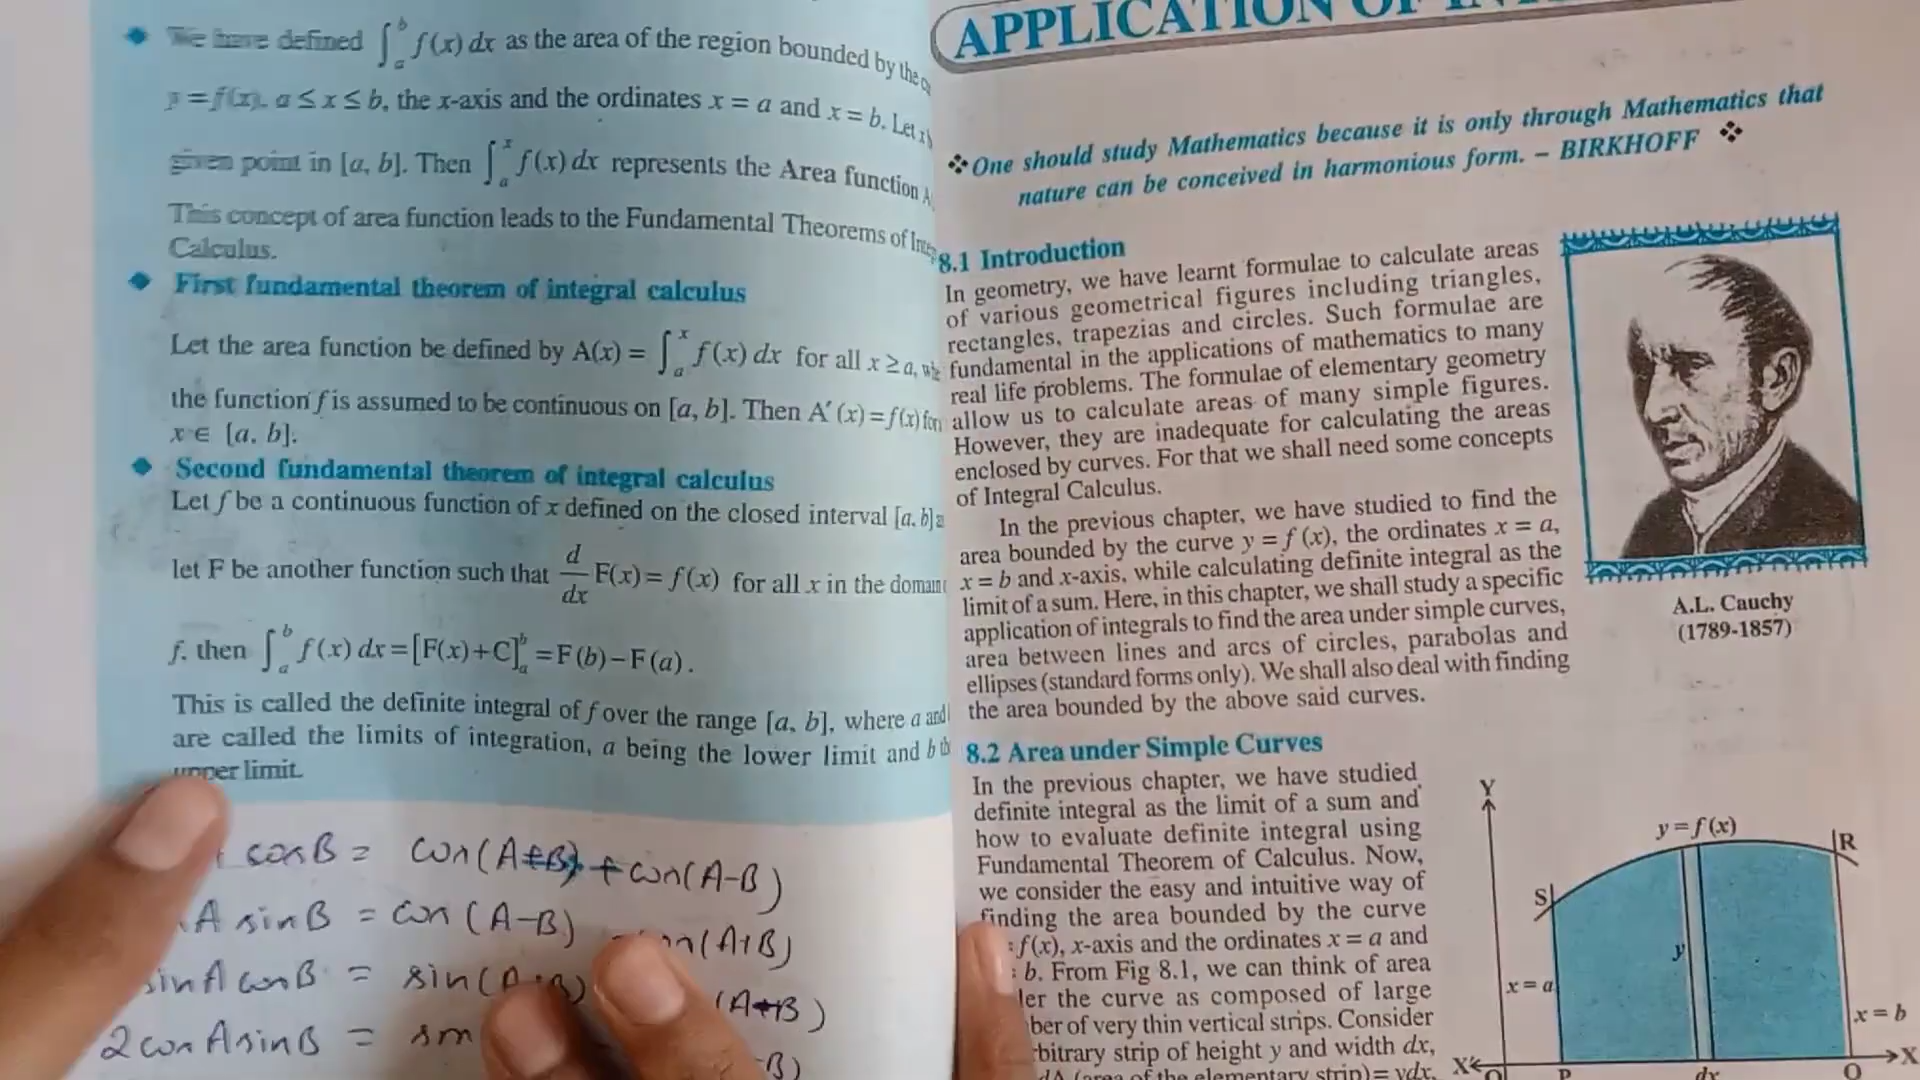 We have defined ∫ₐᵇ f(x) dx as the area of the region bounded by the
y = f(x), a ≤ x ≤ b, the x-axis and the ordinates x = a and x = b. Let x
given point in [a, b]. Then ∫ₐˣ f(x) dx represents the Area function A
This concept of area function leads to the Fundamental Theorems of
Calculus.
First fundamental theorem of integral calculus
Let the area function be defined by A(x) = ∫ₐˣ f(x) dx for all x ≥ a,
the function f is assumed to be continuous on [a, b]. Then A′ (x) = f(x)
x ∈ [a, b].
Second fundamental theorem of integral calculus
Let f be a continuous function of x defined on the closed interval [a, b]
let F be another function such that d/dx F(x) = f(x) for all x in the domain
f, then ∫ₐᵇ f(x) dx = [F(x)+C]ₐᵇ = F(b) − F(a).
This is called the definite integral of f over the range [a, b], where a and
are called the limits of integration, a being the lower limit and b
upper limit.
cosB = cos(A+B) + cos(A−B)
A sinB = cos(A−B) (A+B)
sinA cosB = sin(
2cosAsinB =
APPLICATION OF
❖One should study Mathematics because it is only through Mathematics that
nature can be conceived in harmonious form. – BIRKHOFF ❖
8.1 Introduction
In geometry, we have learnt formulae to calculate areas
of various geometrical figures including triangles,
rectangles, trapezias and circles. Such formulae are
fundamental in the applications of mathematics to many
real life problems. The formulae of elementary geometry
allow us to calculate areas of many simple figures.
However, they are inadequate for calculating the areas
enclosed by curves. For that we shall need some concepts
of Integral Calculus.
In the previous chapter, we have studied to find the
area bounded by the curve y = f (x), the ordinates x = a,
x = b and x-axis, while calculating definite integral as the
limit of a sum. Here, in this chapter, we shall study a specific
application of integrals to find the area under simple curves,
area between lines and arcs of circles, parabolas and
ellipses (standard forms only). We shall also deal with finding
the area bounded by the above said curves.
A.L. Cauchy
(1789-1857)
8.2 Area under Simple Curves
In the previous chapter, we have studied
definite integral as the limit of a sum and
how to evaluate definite integral using
Fundamental Theorem of Calculus. Now,
we consider the easy and intuitive way of
finding the area bounded by the curve
f(x), x-axis and the ordinates x = a and
b. From Fig 8.1, we can think of area
the curve as composed of large
of very thin vertical strips. Consider
strip of height y and width dx,
dA (area of the elementary strip)= ydx,
Y
y = f (x)
R
S
y
x = a
x = b
X′
O
P
dx
Q
X